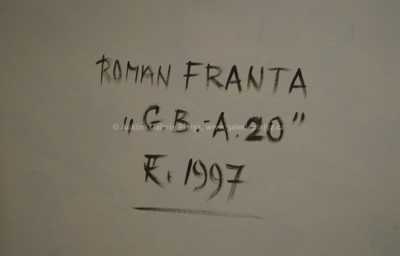 ROMAN FRANTA
„G B.-A.20”
R. 1997